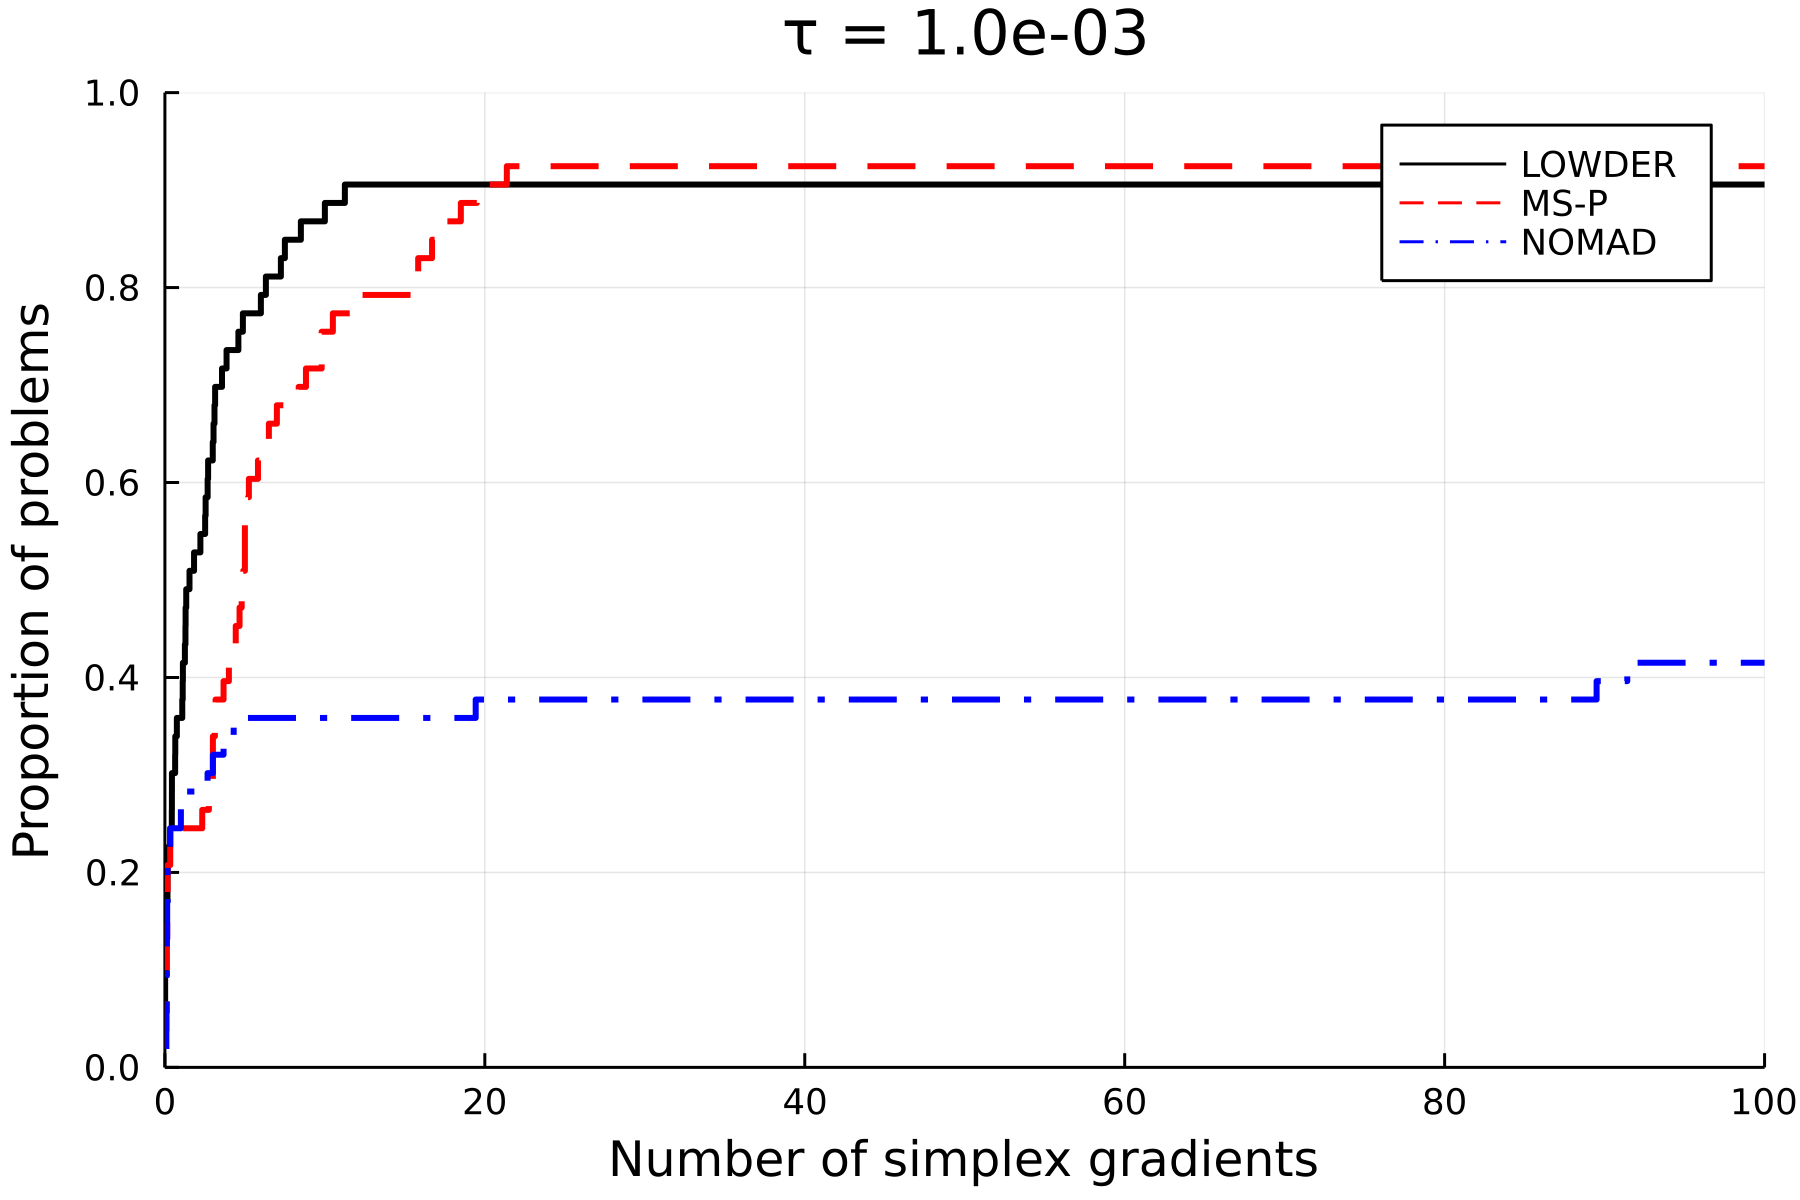 τ = 1.0e-03
1.0
0.8
0.6
0.4
0.2
0.0
Proportion of problems
LOWDER
MS-P
NOMAD
0 20 40 60 80 100
Number of simplex gradients